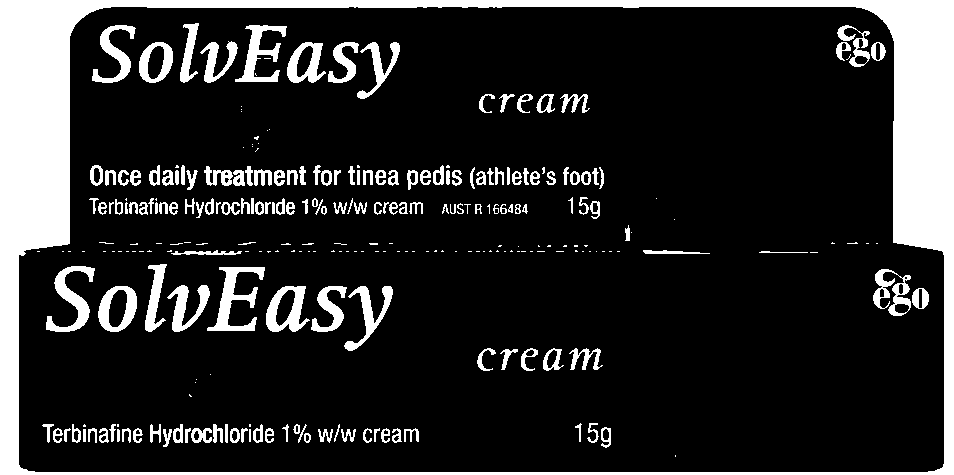 SolvEasy
ego
cream
Once daily treatment for tinea pedis (athlete's foot)
Terbinafine Hydrochloride 1% w/w cream AUST R 166484 15g
SolvEasy
ego
cream
Terbinafine Hydrochloride 1% w/w cream 15g